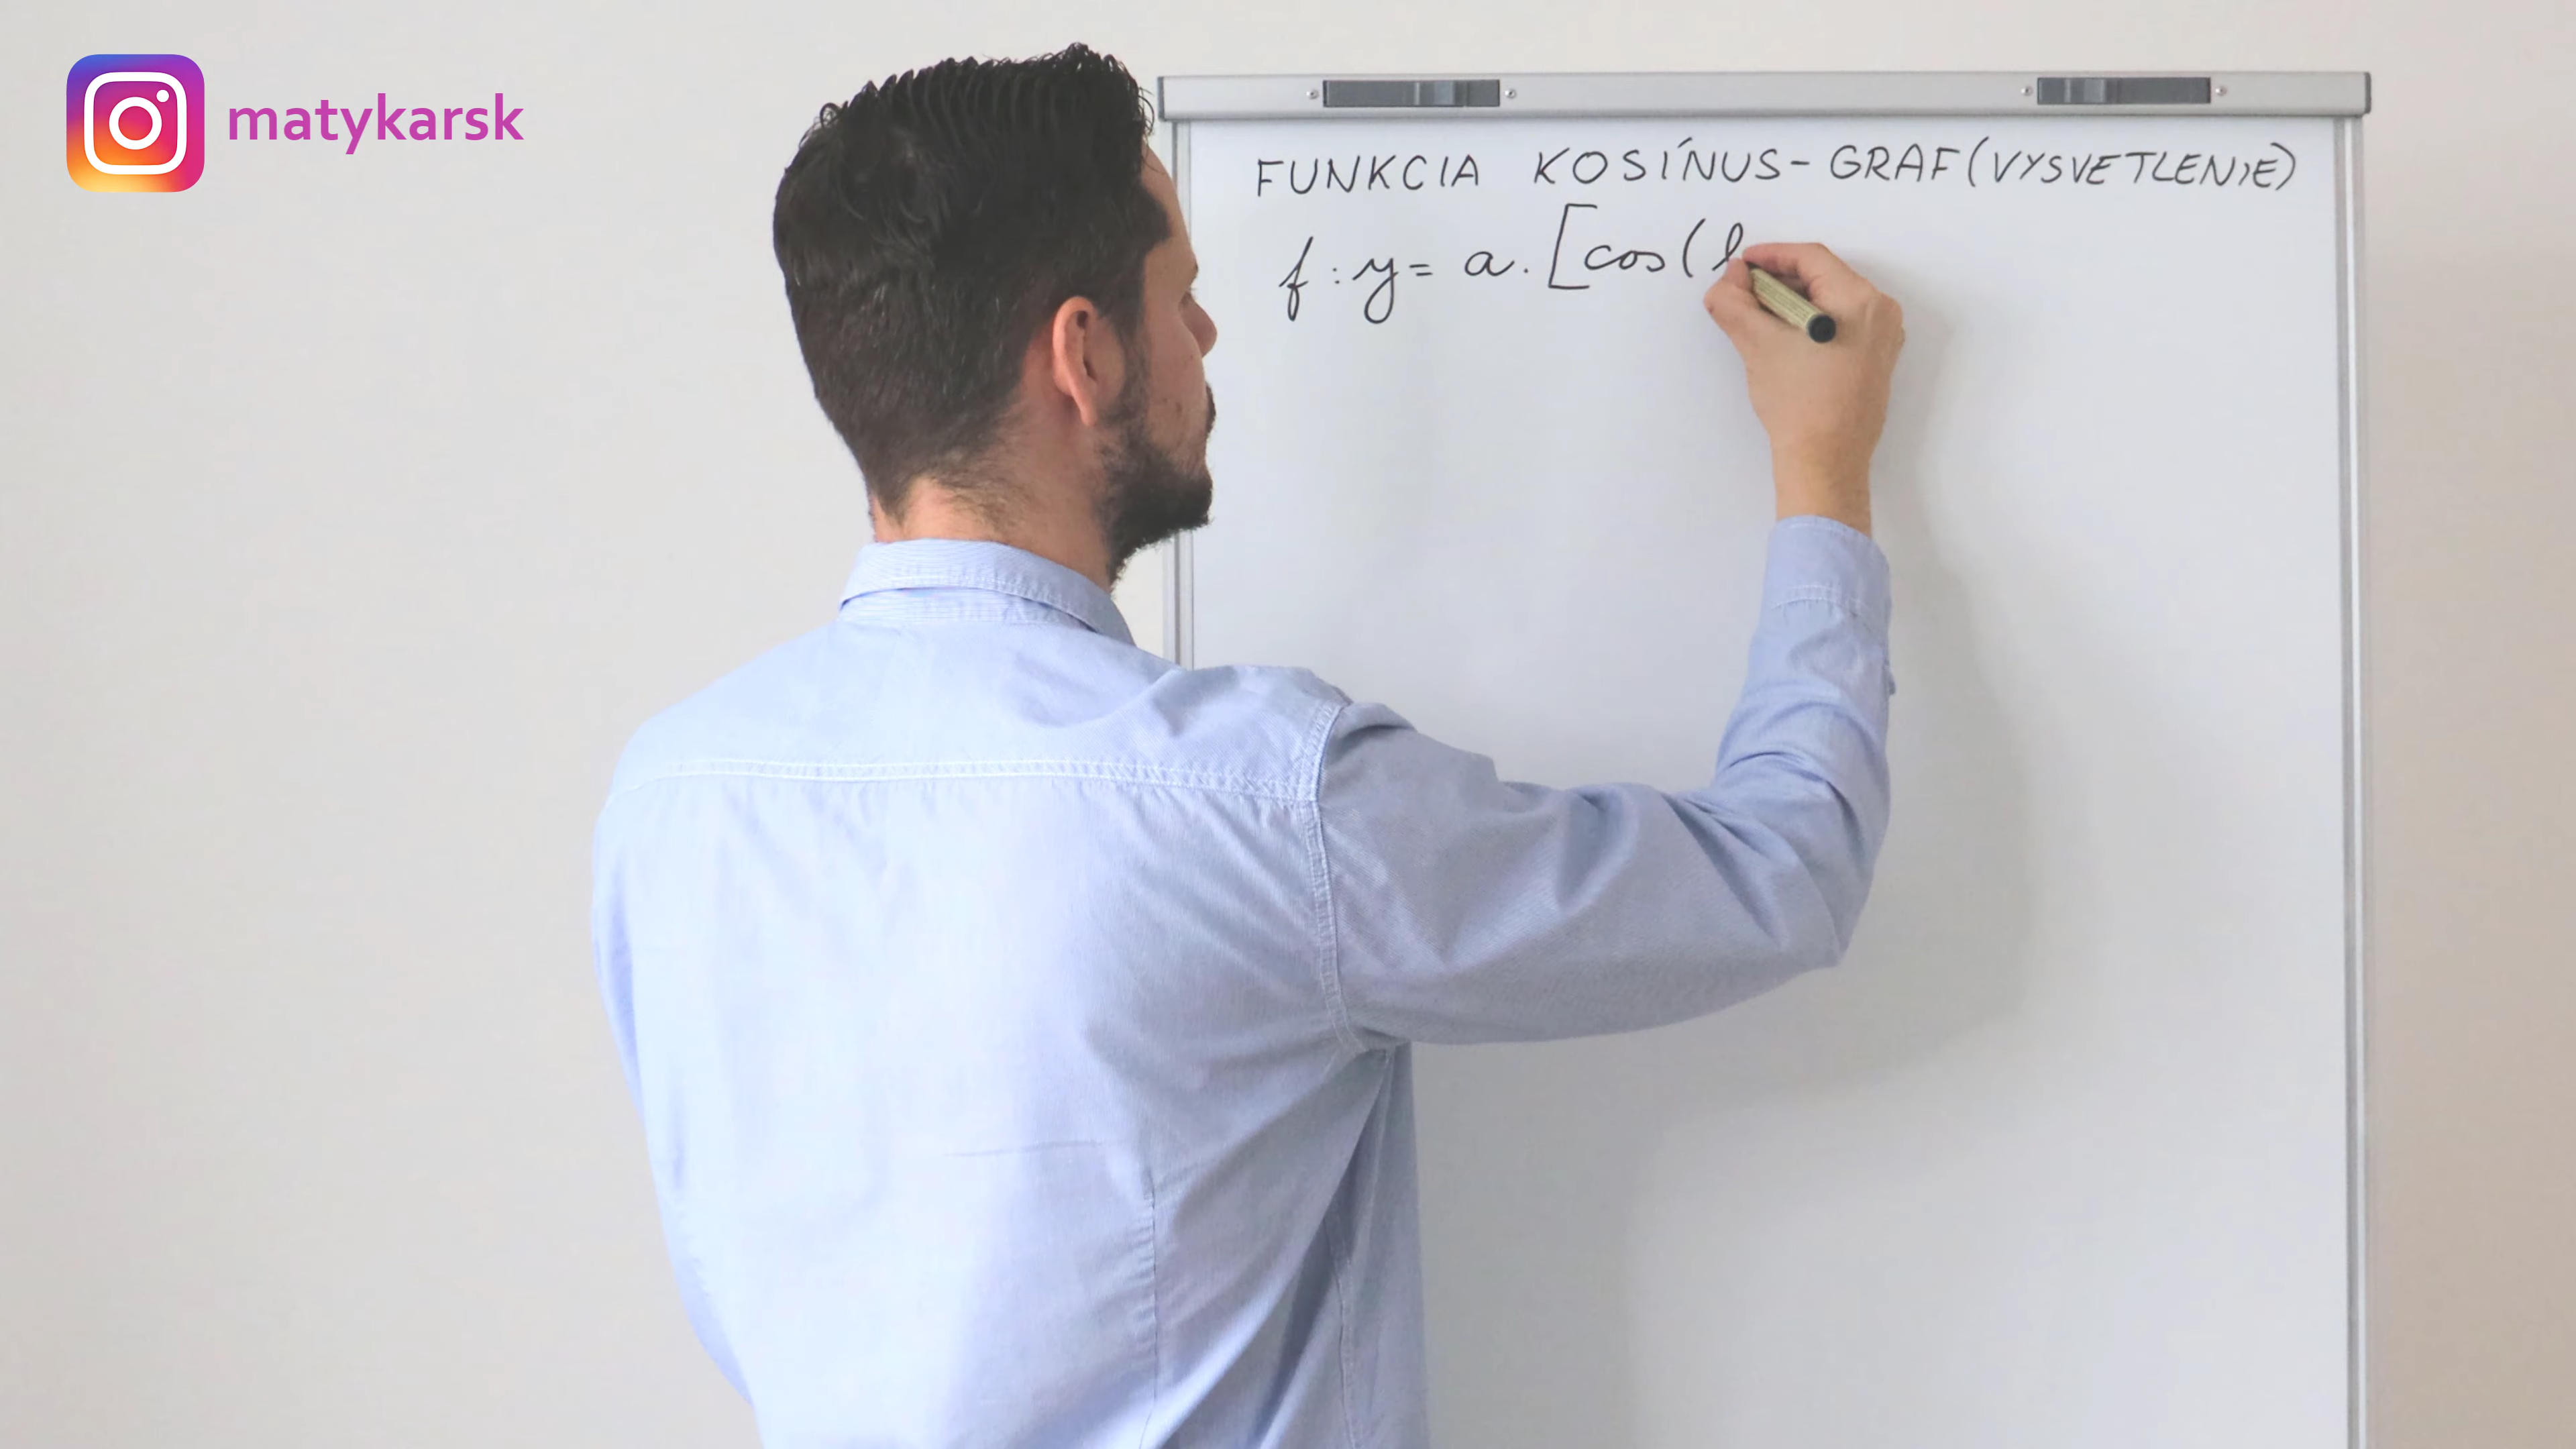 matykarsk
FUNKCIA KOSÍNUS-GRAF(VYSVETLENIE)
f:y= a.[cos(